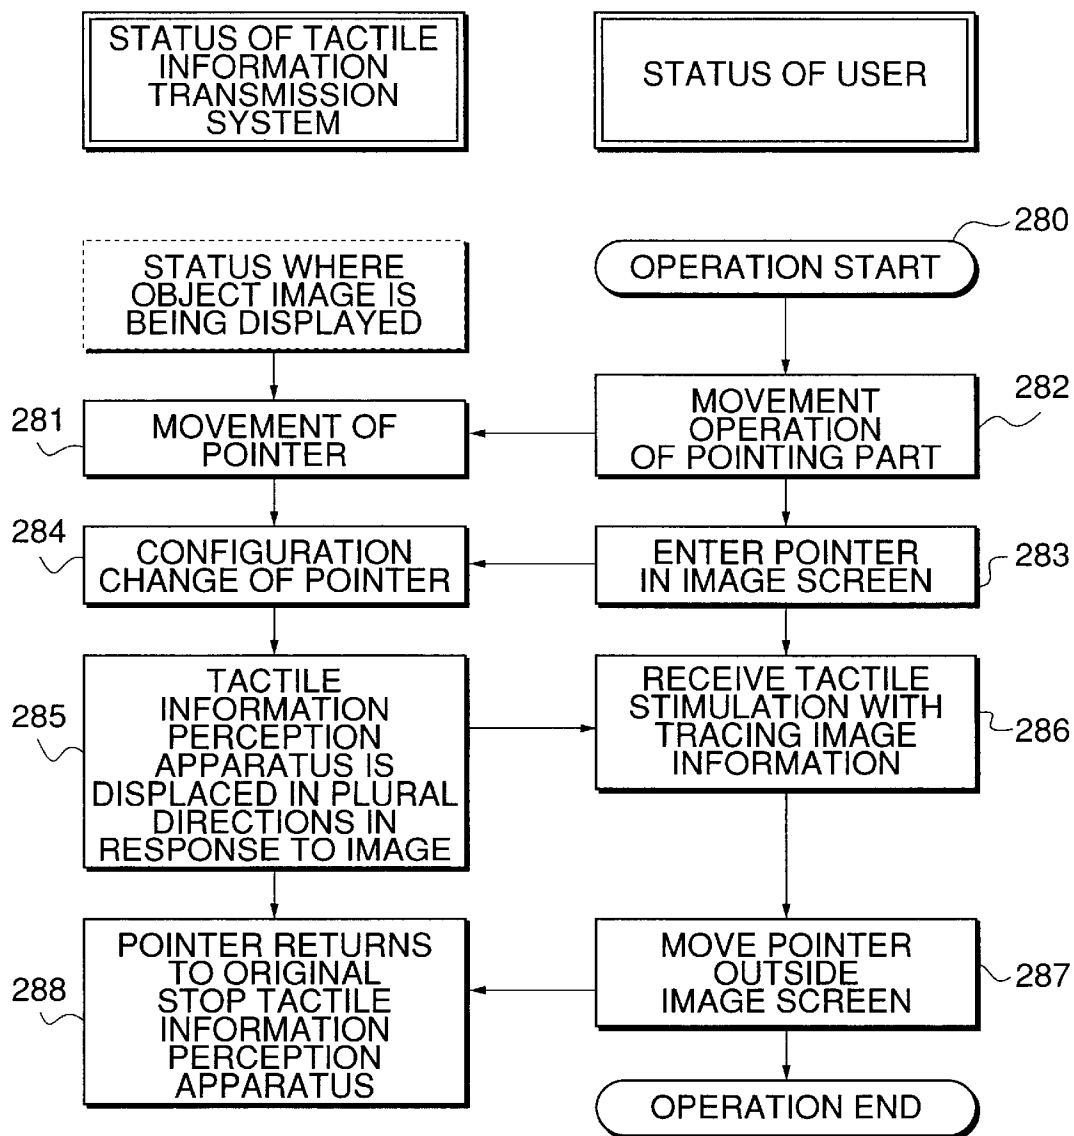 STATUS OF TACTILE
INFORMATION
TRANSMISSION
SYSTEM
STATUS OF USER
280
OPERATION START
STATUS WHERE
OBJECT IMAGE IS
BEING DISPLAYED
281
MOVEMENT OF
POINTER
282
MOVEMENT
OPERATION
OF POINTING PART
284
CONFIGURATION
CHANGE OF POINTER
283
ENTER POINTER
IN IMAGE SCREEN
285
TACTILE
INFORMATION
PERCEPTION
APPARATUS IS
DISPLACED IN PLURAL
DIRECTIONS IN
RESPONSE TO IMAGE
286
RECEIVE TACTILE
STIMULATION WITH
TRACING IMAGE
INFORMATION
288
POINTER RETURNS
TO ORIGINAL
STOP TACTILE
INFORMATION
PERCEPTION
APPARATUS
287
MOVE POINTER
OUTSIDE
IMAGE SCREEN
OPERATION END